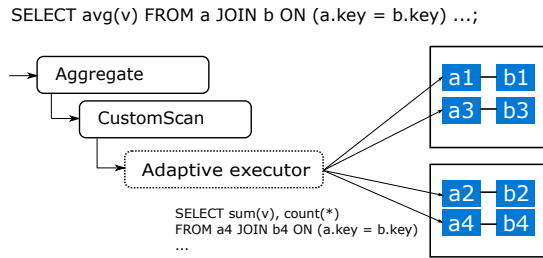 SELECT avg(v) FROM a JOIN b ON (a.key = b.key) ...;
Aggregate
CustomScan
Adaptive executor
a1 b1
a3 b3
a2 b2
a4 b4
SELECT sum(v), count(*)
FROM a4 JOIN b4 ON (a.key = b.key)
...